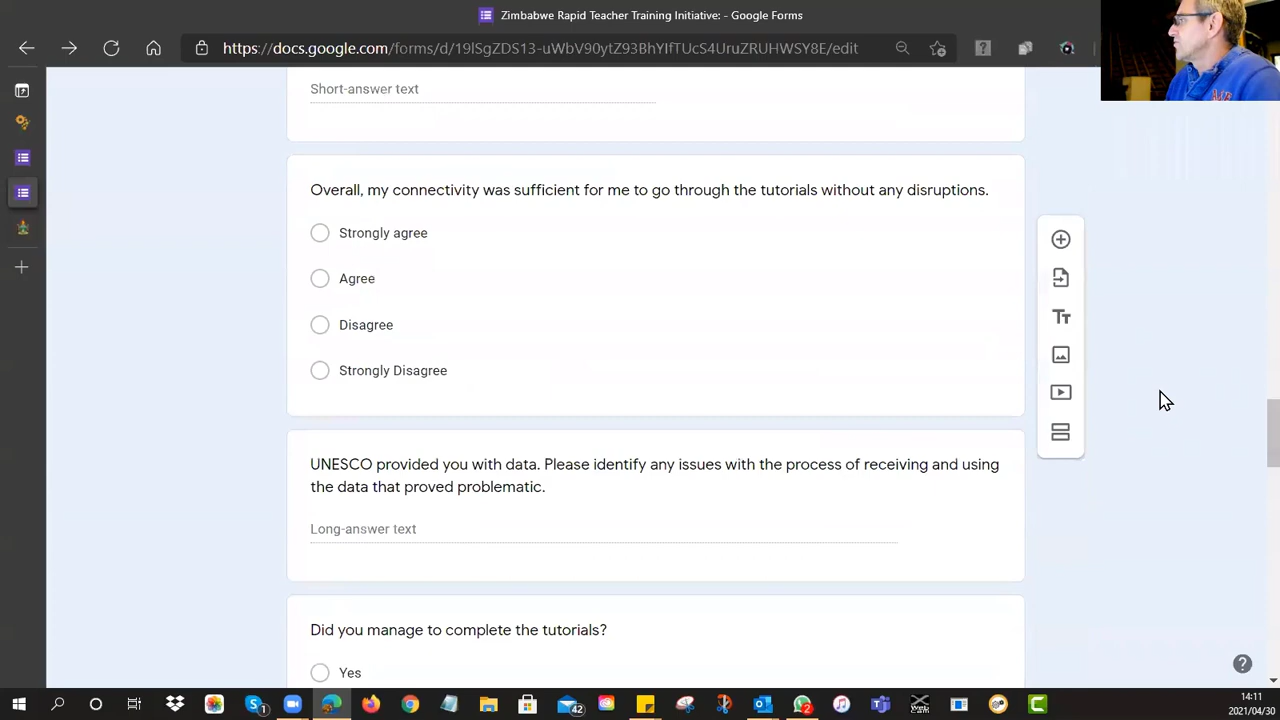 Zimbabwe Rapid Teacher Training Initiative: - Google Forms
https://docs.google.com/forms/d/19lSgZDS13-uWbV90ytZ93BhYIfTUcS4UruZRUHWSY8E/edit
Short-answer text
Overall, my connectivity was sufficient for me to go through the tutorials without any disruptions.
Strongly agree
Agree
Disagree
Strongly Disagree
UNESCO provided you with data. Please identify any issues with the process of receiving and using
the data that proved problematic.
Long-answer text
Did you manage to complete the tutorials?
Yes
14:11
2021/04/30
42
1
2